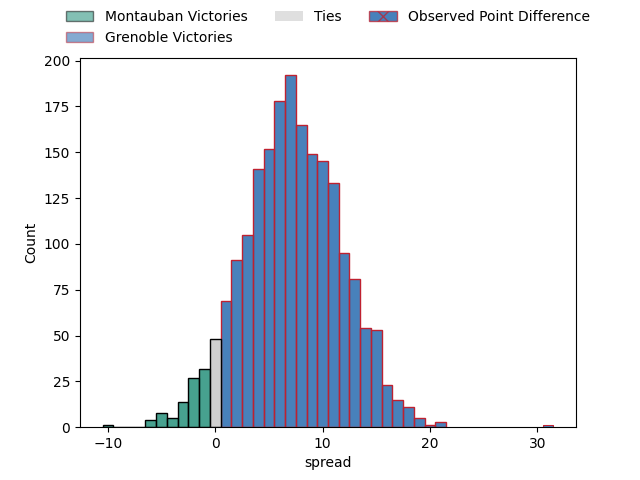 Montauban Victories Ties Observed Point Difference
Grenoble Victories
200
175
150
125
100
75
50
25
0
Count
−10 0 10 20 30
spread